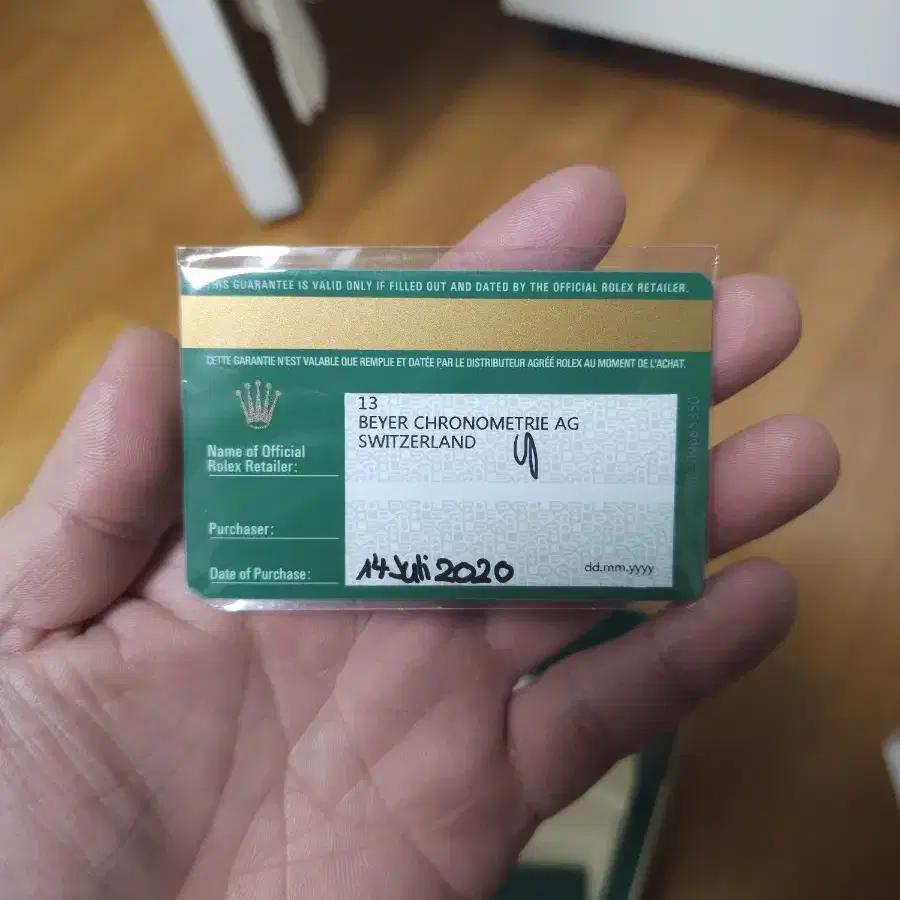 THIS GUARANTEE IS VALID ONLY IF FILLED OUT AND DATED BY THE OFFICIAL ROLEX RETAILER.
CETTE GARANTIE N'EST VALABLE QUE REMPLIE ET DATÉE PAR LE DISTRIBUTEUR AGRÉÉ ROLEX AU MOMENT DE L'ACHAT.
13
BEYER CHRONOMETRIE AG
SWITZERLAND
Name of Official
Rolex Retailer:
Purchaser:
Date of Purchase:
14 Juli 2020
dd.mm.yyyy